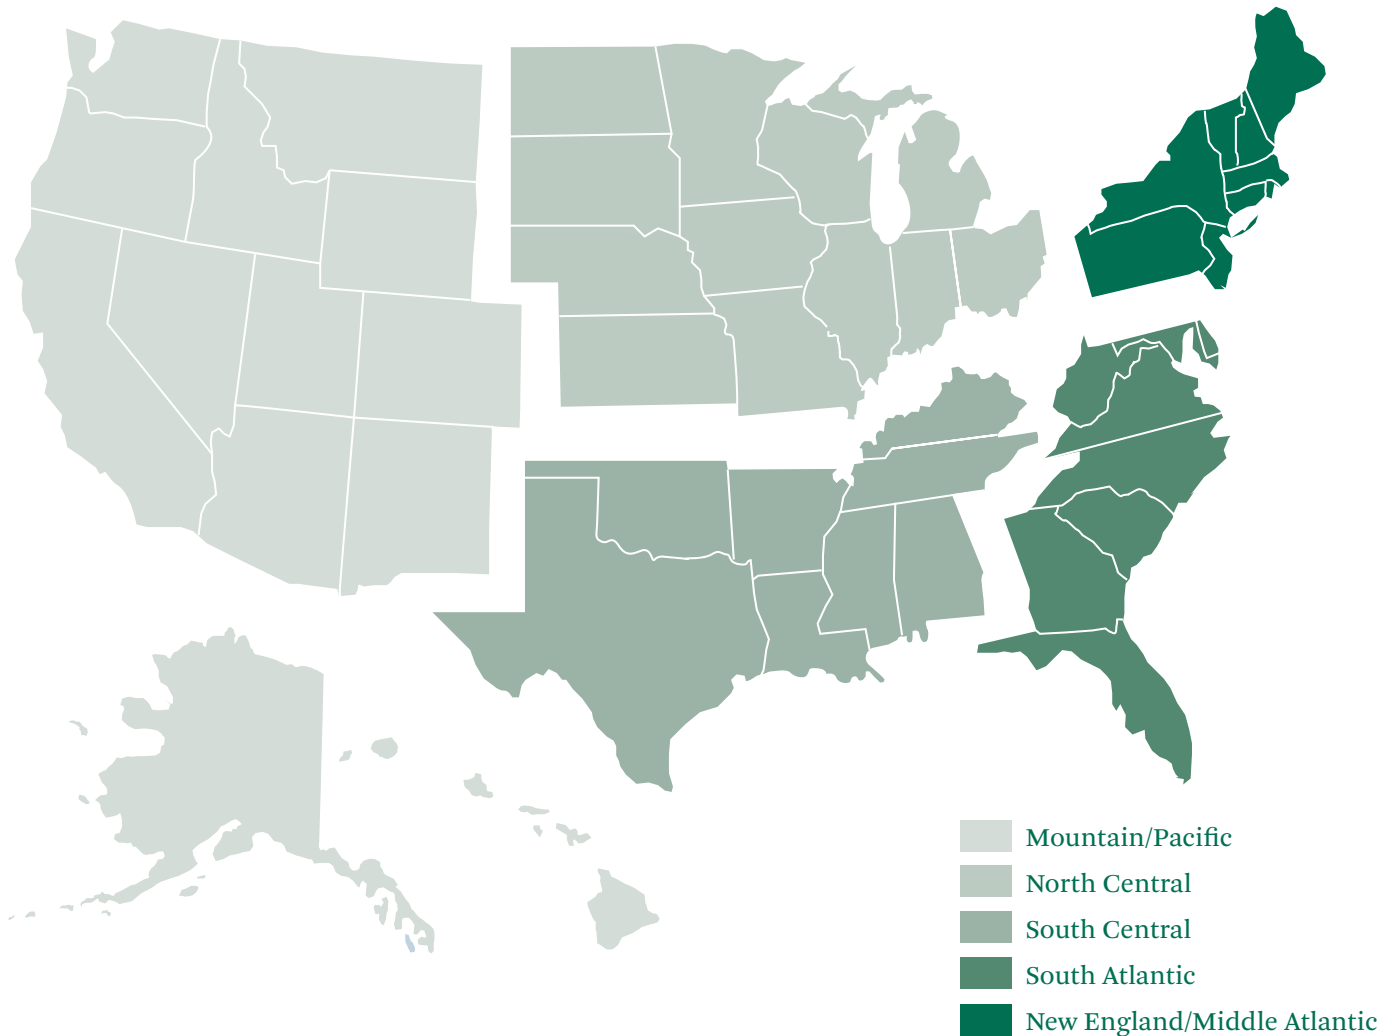 Mountain/Pacific
North Central
South Central
South Atlantic
New England/Middle Atlantic